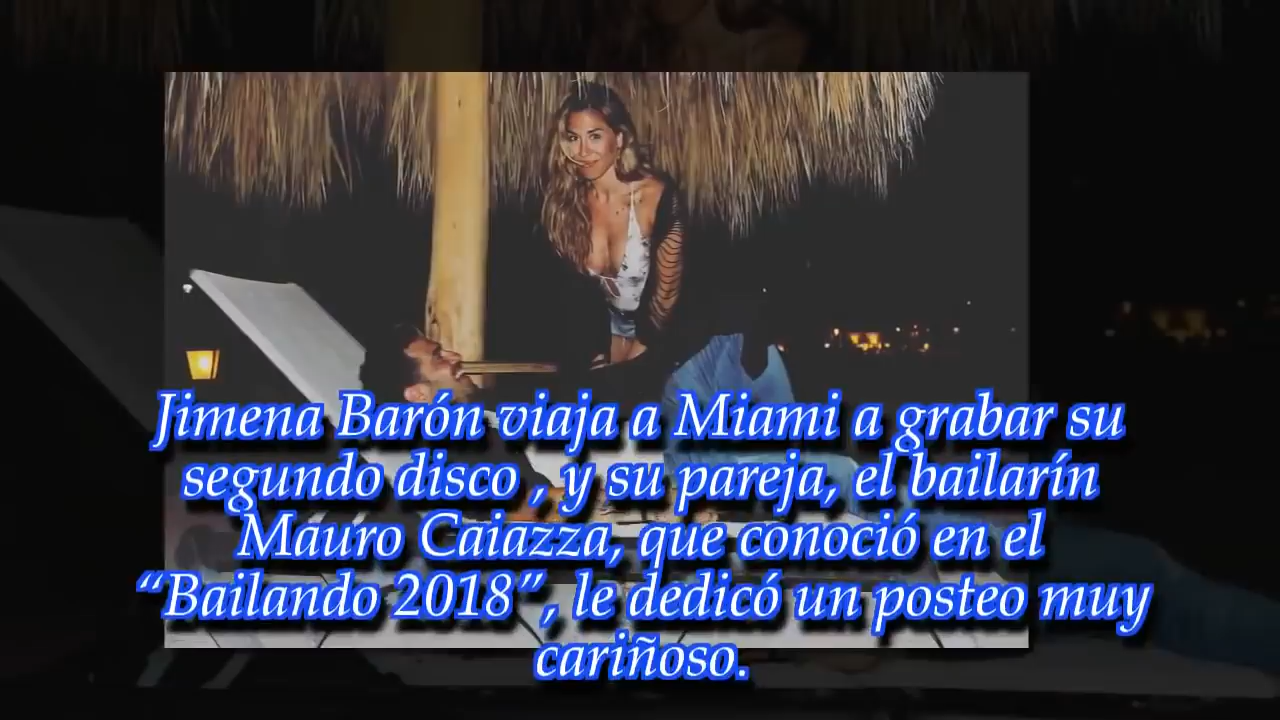 Jimena Barón viaja a Miami a grabar su
segundo disco , y su pareja, el bailarín
Mauro Caiazza, que conoció en el
“Bailando 2018”, le dedicó un posteo muy
cariñoso.